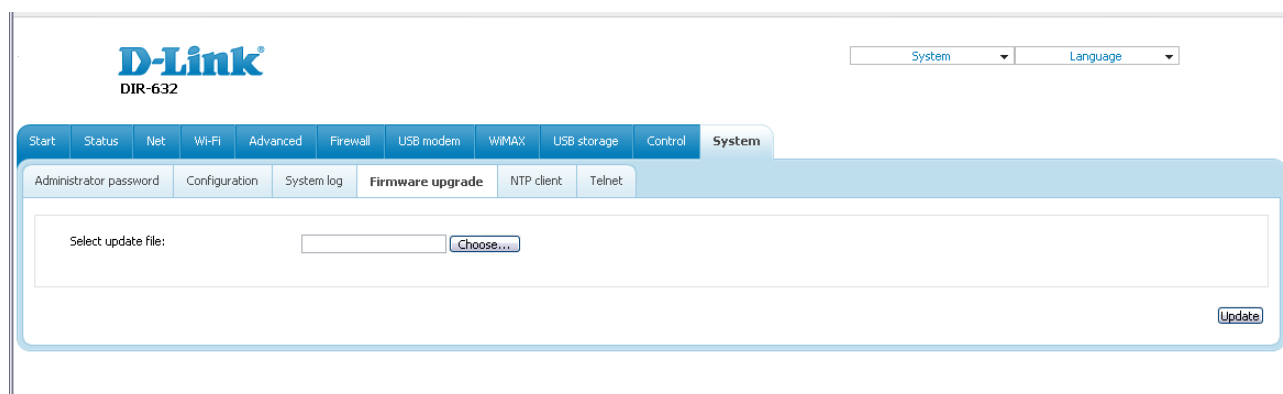 D-Link
DIR-632
System Language
Start Status Net Wi-Fi Advanced Firewall USB modem WiMAX USB storage Control System
Administrator password Configuration System log Firmware upgrade NTP client Telnet
Select update file: Choose...
Update